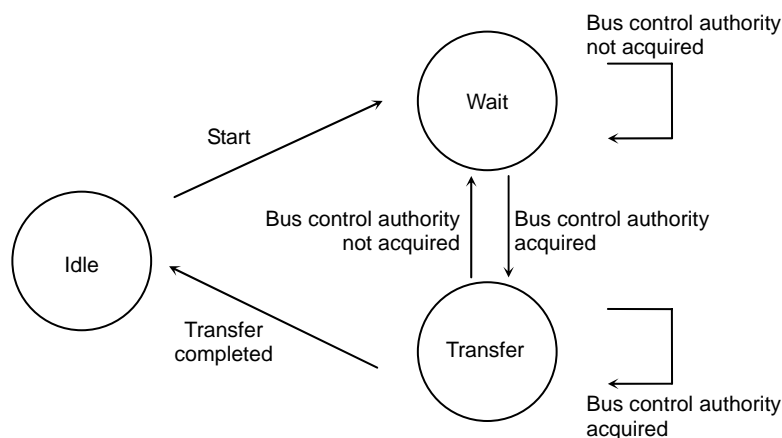 Bus control authority
not acquired
Wait
Start
Bus control authority
not acquired
Bus control authority
acquired
Idle
Transfer
completed
Transfer
Bus control authority
acquired